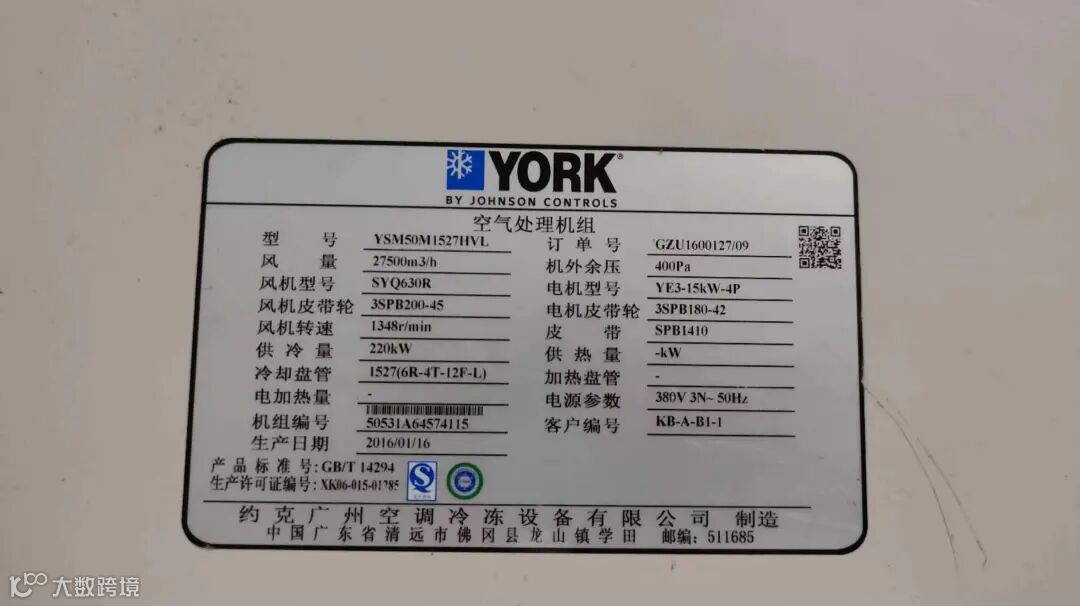 YORK®
BY JOHNSON CONTROLS
空气处理机组
型号 YSM50M1527HVL 订单号 GZU1600127/09
风量 27500m3/h 机外余压 400Pa
风机型号 SYQ630R 电机型号 YE3-15kW-4P
风机皮带轮 3SPB200-45 电机皮带轮 3SPB180-42
风机转速 1348r/min 皮带 SPB1410
供冷量 220kW 供热量 -kW
冷却盘管 1527(6R-4T-12F-L) 加热盘管 -
电加热量 - 电源参数 380V 3N~ 50Hz
机组编号 50531A64574115 客户编号 KB-A-B1-1
生产日期 2016/01/16
产品标准号: GB/T 14294
生产许可证编号: XK06-015-01285
约克广州空调冷冻设备有限公司 制造
中国广东省清远市佛冈县龙山镇学田 邮编: 511685
大数跨境